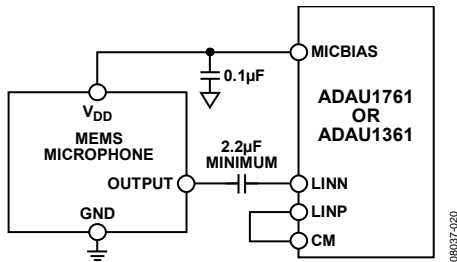 MICBIAS
0.1µF
ADAU1761
OR
ADAU1361
VDD
MEMS
MICROPHONE
2.2µF
MINIMUM
OUTPUT
LINN
LINP
GND
CM
08037-020